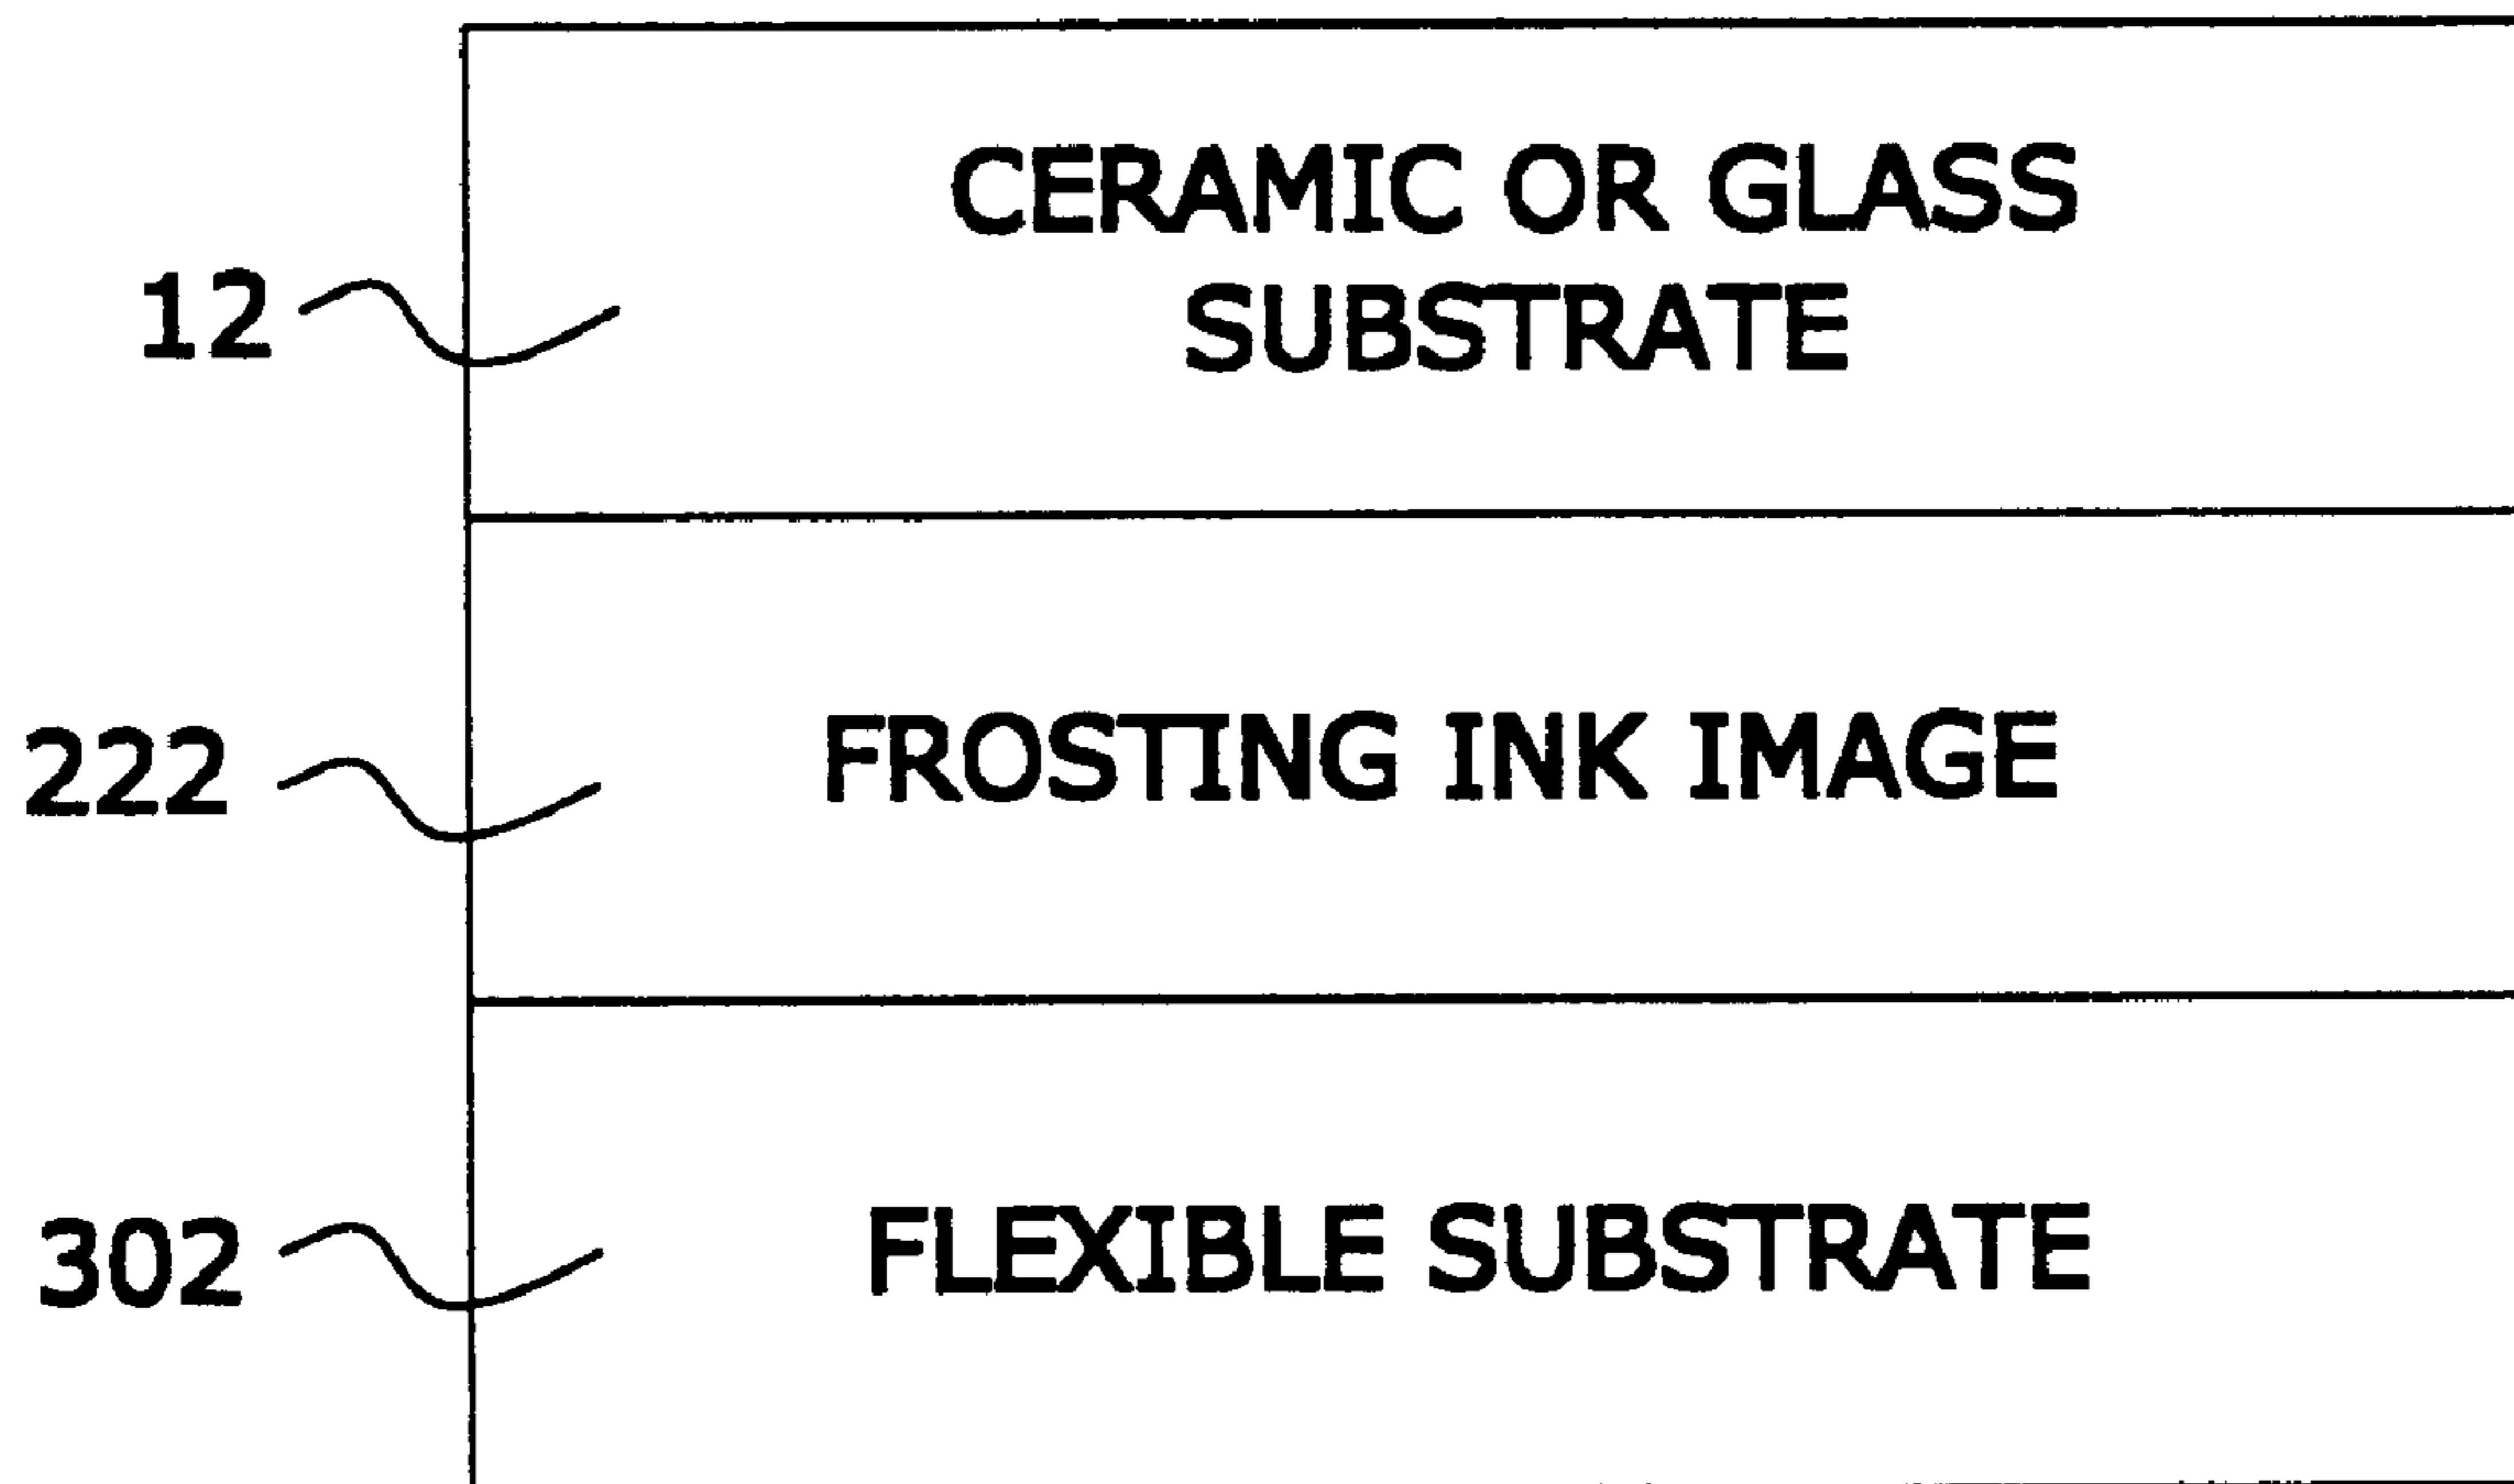 CERAMIC OR GLASS
12 SUBSTRATE
222 FROSTING INK IMAGE
302 FLEXIBLE SUBSTRATE